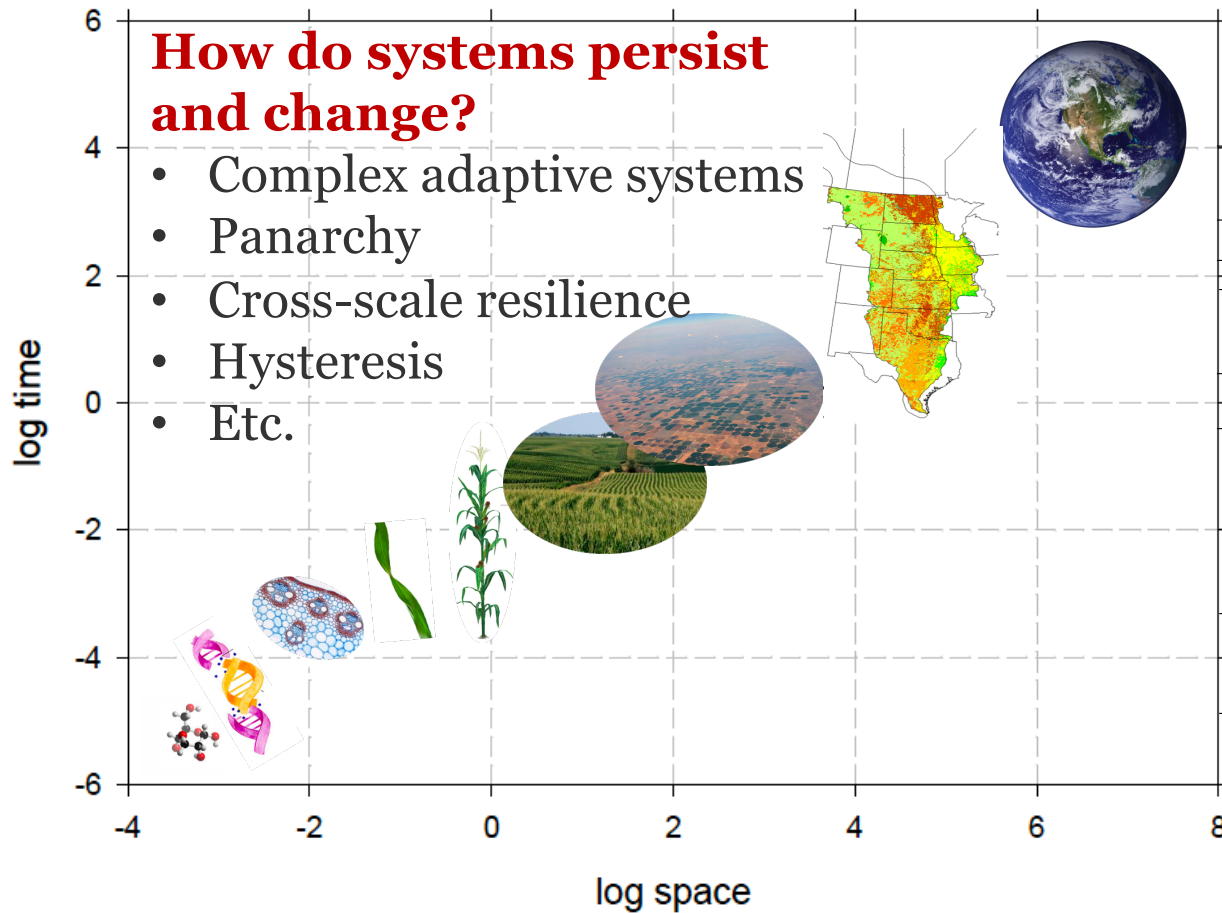 How do systems persist
and change?
• Complex adaptive systems
• Panarchy
• Cross-scale resilience
• Hysteresis
• Etc.
6
4
2
0
-2
-4
-6
log time
-4 -2 0 2 4 6 8
log space